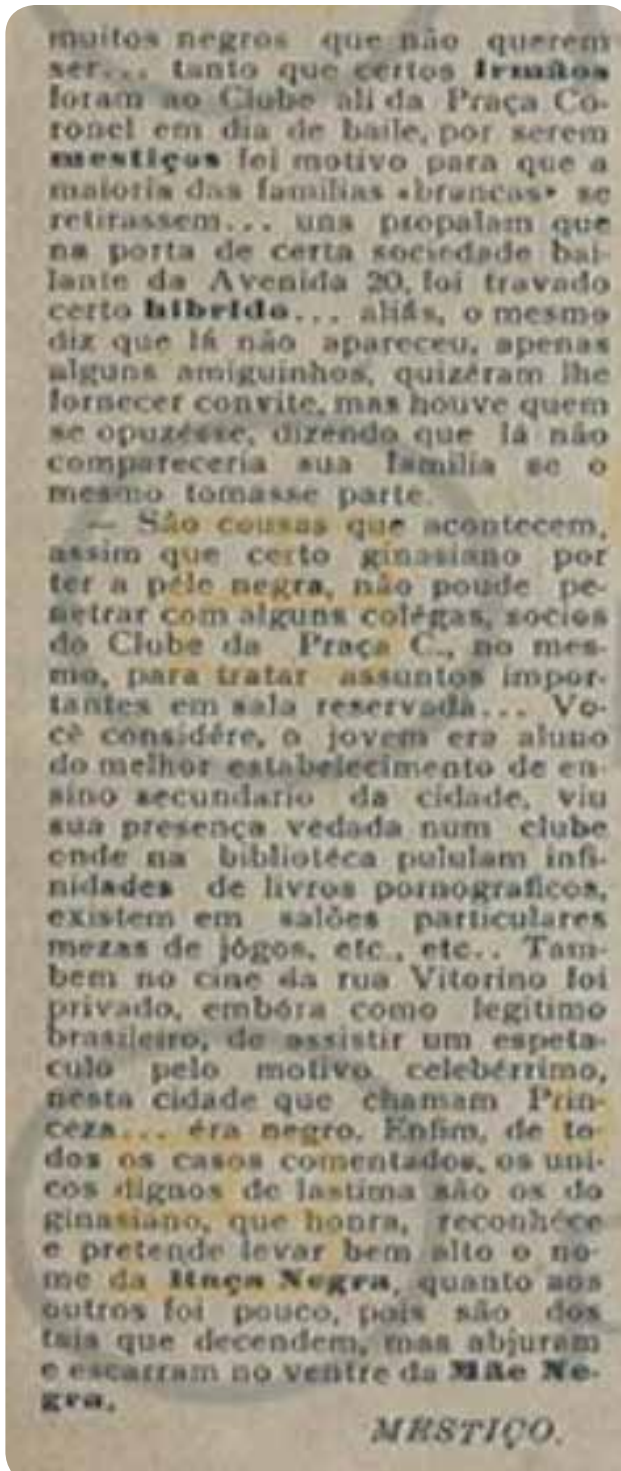 muitos negros que não querem
ser... tanto que certos Irmãos
foram ao Clube ali da Praça Co-
ronel em dia de baile, por serem
mestiços foi motivo para que a
maioria das familias «brancas» se
retirassem... uns propalam que
na porta de certa sociedade bai-
lante da Avenida 20, foi travado
certo hibrido... aliás, o mesmo
diz que lá não apareceu, apenas
alguns amiguinhos, quizéram lhe
fornecer convite, mas houve quem
se opuzésse, dizendo que lá não
compareceria sua familia se o
mesmo tomasse parte.
— São cousas que acontecem,
assim que certo ginasiano por
ter a péle negra, não poude pe-
netrar com alguns colégas, socios
do Clube da Praça C., no mes-
mo, para tratar assuntos impor-
tantes em sala reservada... Vo-
cê considére, o jovem era aluno
do melhor estabelecimento de en-
sino secundario da cidade, viu
sua presença vedada num clube
onde na bibliotéca pululam infi-
nidades de livros pornograficos,
existem em salões particulares
mezas de jógos, etc., etc.. Tam-
bem no cine da rua Vitorino foi
privado, embóra como legitimo
brasileiro, de assistir um espeta-
culo pelo motivo celebérrimo,
nesta cidade que chamam Prin-
ceza... éra negro. Enfim, de to-
dos os casos comentados, os uni-
cos dignos de lastima são os do
ginasiano, que honra, reconhéce
e pretende levar bem alto o no-
me da Raça Negra, quanto aos
outros foi pouco, pois são dos
tais que decendem, mas abjuram
e escarram no ventre da Mãe Ne-
gra.
MESTIÇO.